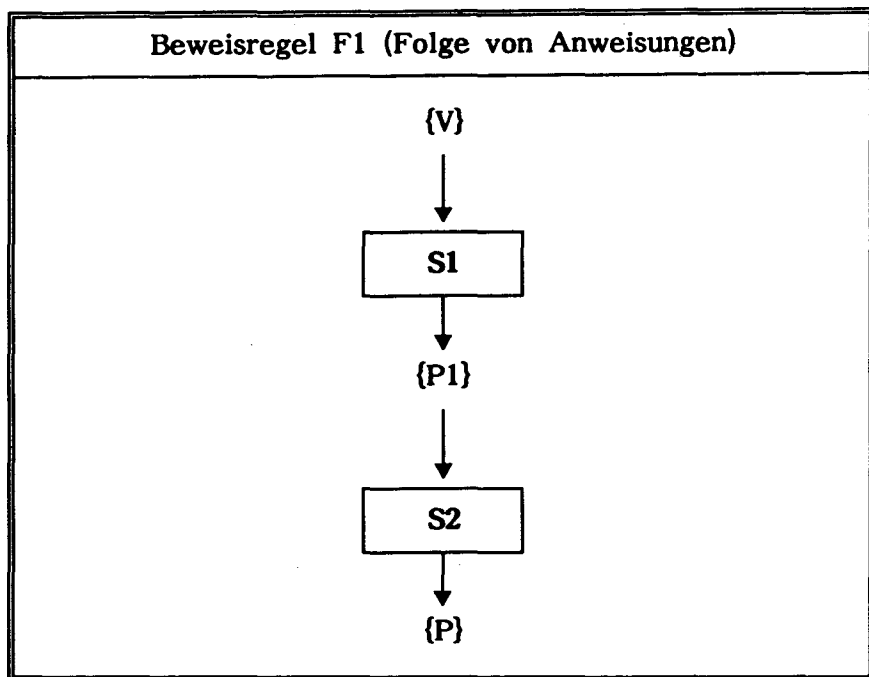 Beweisregel F1 (Folge von Anweisungen)
{V}
S1
{P1}
S2
{P}